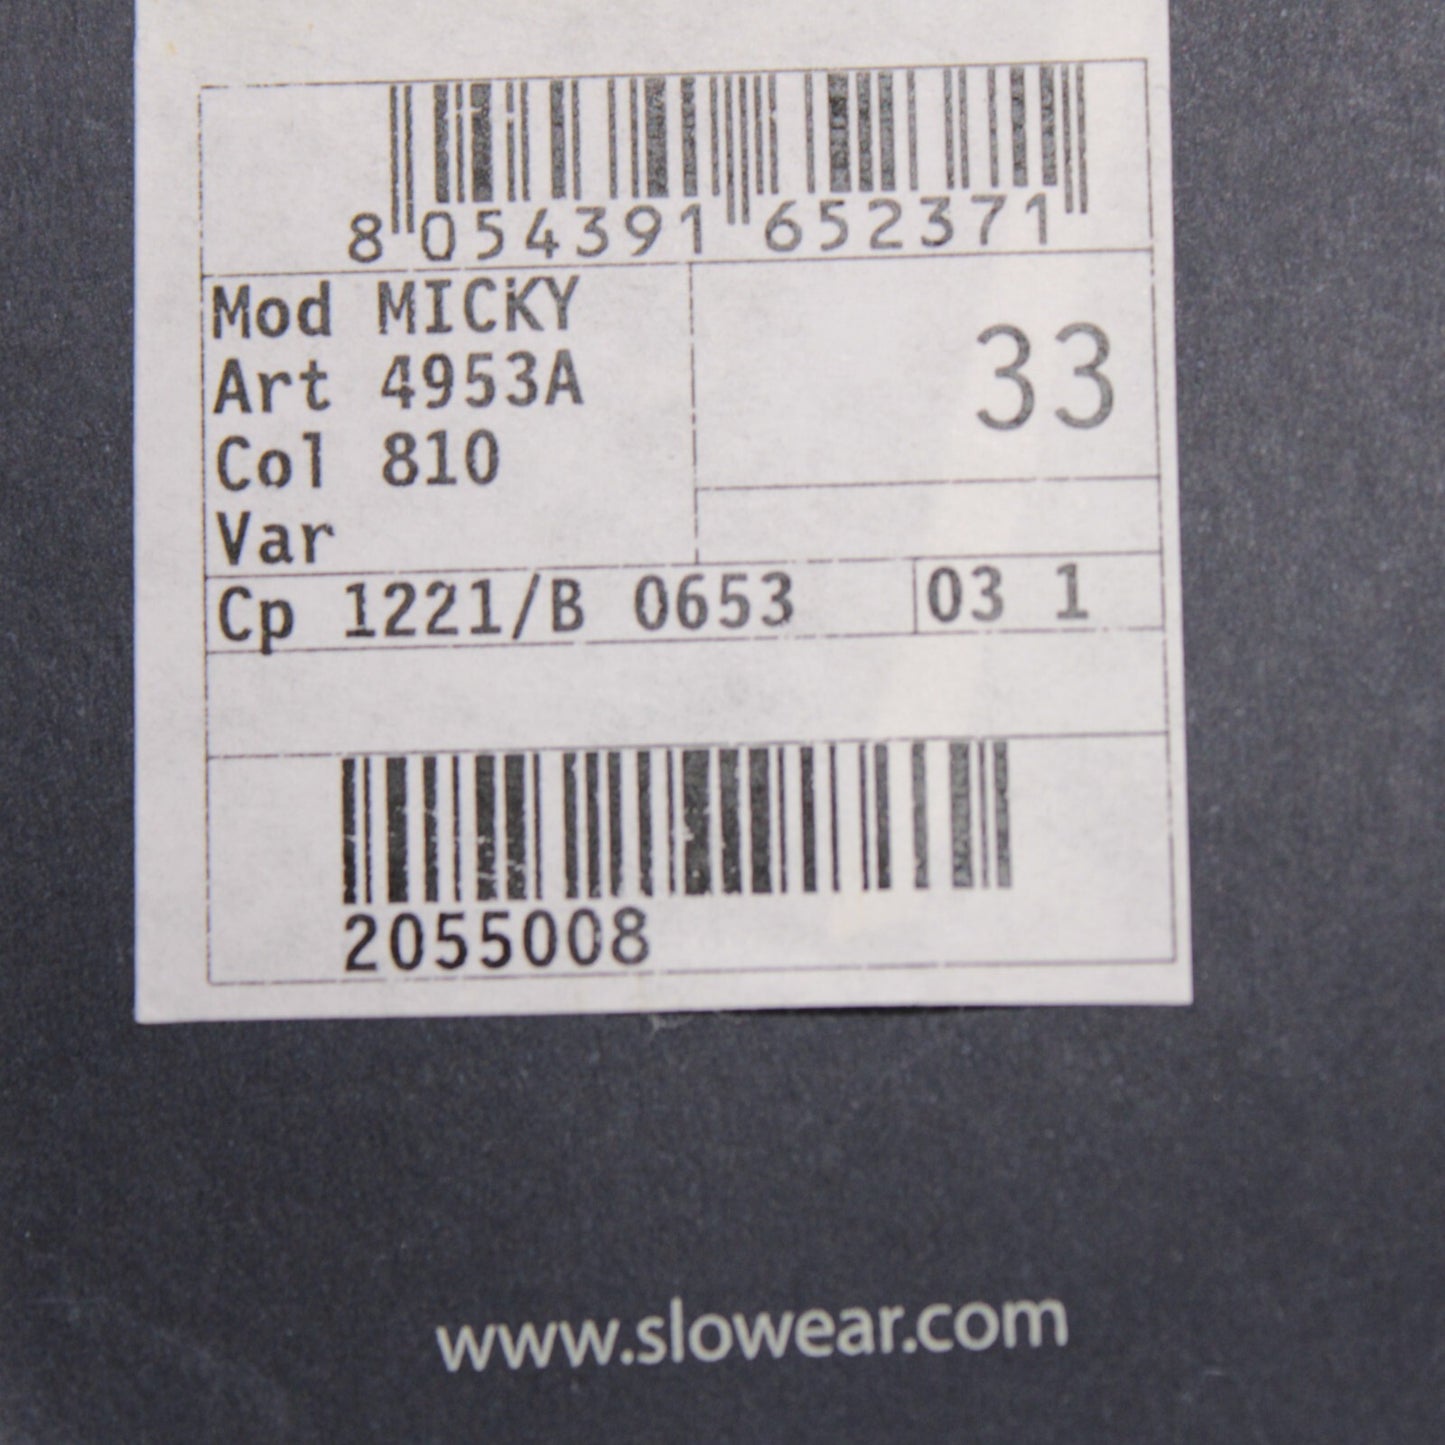 8 054391 652371
Mod MICKY
33
Art 4953A
Col 810
Var
Cp 1221/B 0653 03 1
2055008
www.slowear.com